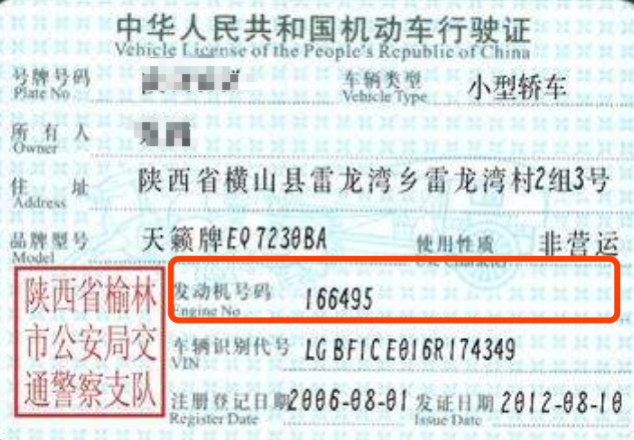 中华人民共和国机动车行驶证
Vehicle License of the People's Republic of China
号牌号码 车辆类型 小型轿车
Plate No Vehicle Type
所有人
Owner
住址 陕西省横山县雷龙湾乡雷龙湾村2组3号
Address
品牌型号 天籁牌EQ7230BA 使用性质 非营运
Model Use Character
陕西省榆林
市公安局交
通警察支队
发动机号码 166495
Engine No
车辆识别代号 LGBF1CE016R174349
VIN
注册登记日期 2006-08-01 发证日期 2012-08-10
Register Date Issue Date